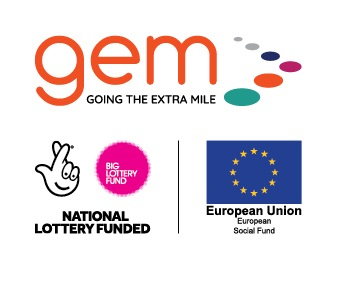 gem
GOING THE EXTRA MILE
BIG
LOTTERY
FUND
NATIONAL
LOTTERY FUNDED
European Union
European
Social Fund